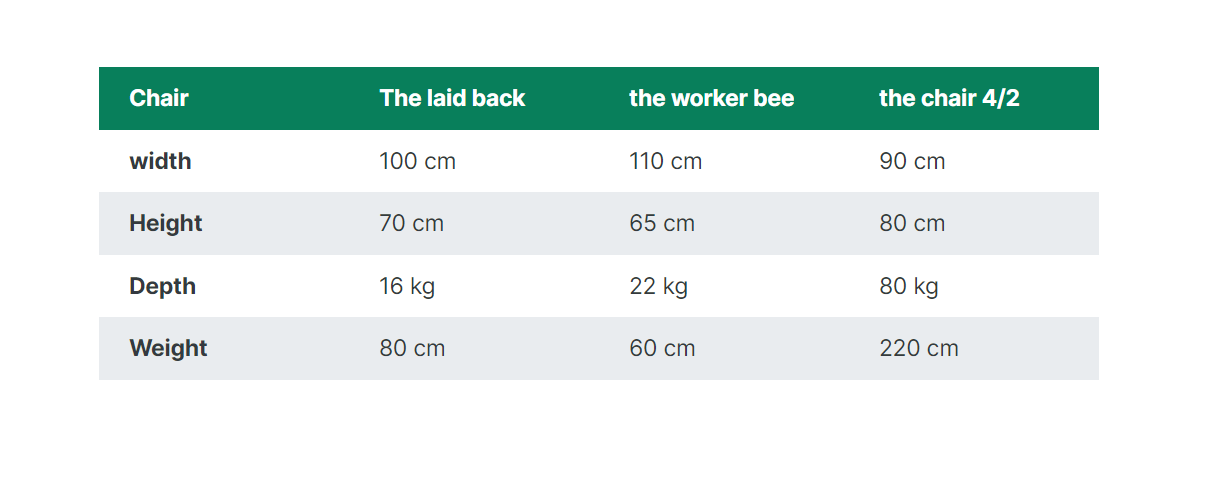 Chair The laid back the worker bee the chair 4/2
width 100 cm 110 cm 90 cm
Height 70 cm 65 cm 80 cm
Depth 16 kg 22 kg 80 kg
Weight 80 cm 60 cm 220 cm